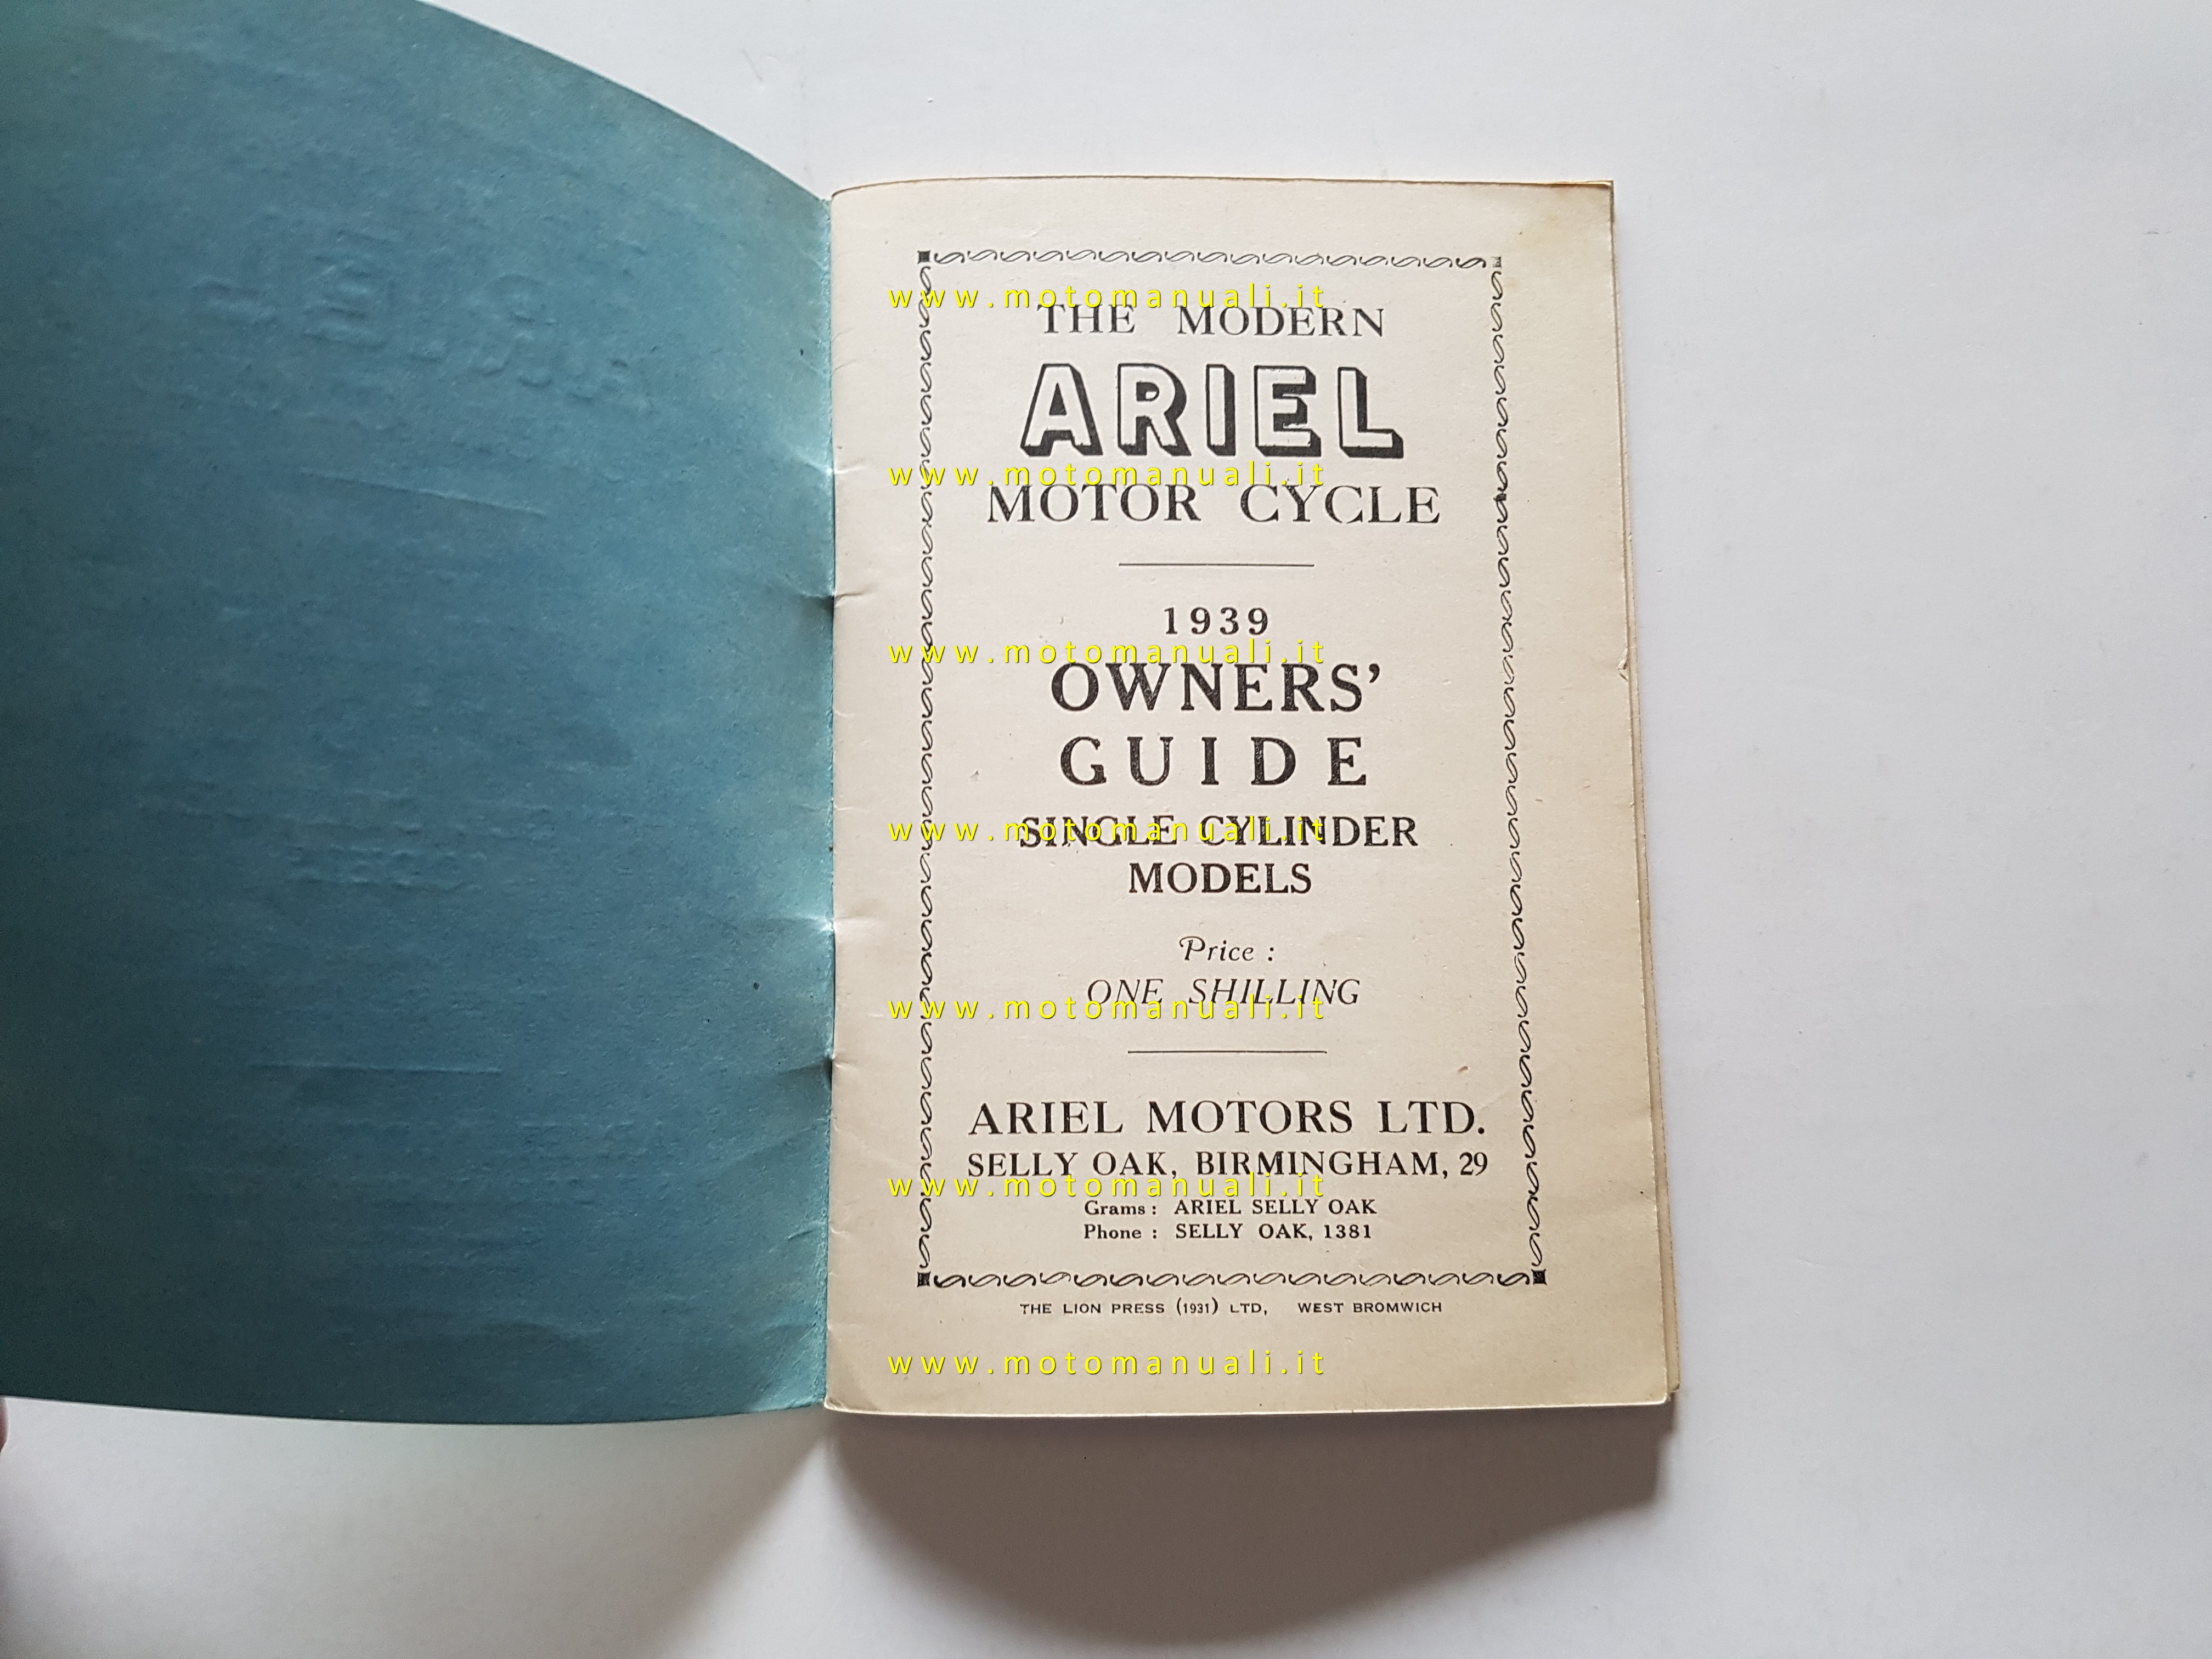 www.motomanuali.it
THE MODERN
ARIEL
www.motomanuali.it
MOTOR CYCLE
1939
www.motomanuali.it
OWNERS'
GUIDE
www.motomanuali.it
SINGLE CYLINDER
MODELS
Price :
ONE SHILLING
www.motomanuali.it
ARIEL MOTORS LTD.
SELLY OAK, BIRMINGHAM, 29
www.motomanuali.it
Grams : ARIEL SELLY OAK
Phone : SELLY OAK, 1381
THE LION PRESS (1931) LTD, WEST BROMWICH
www.motomanuali.it